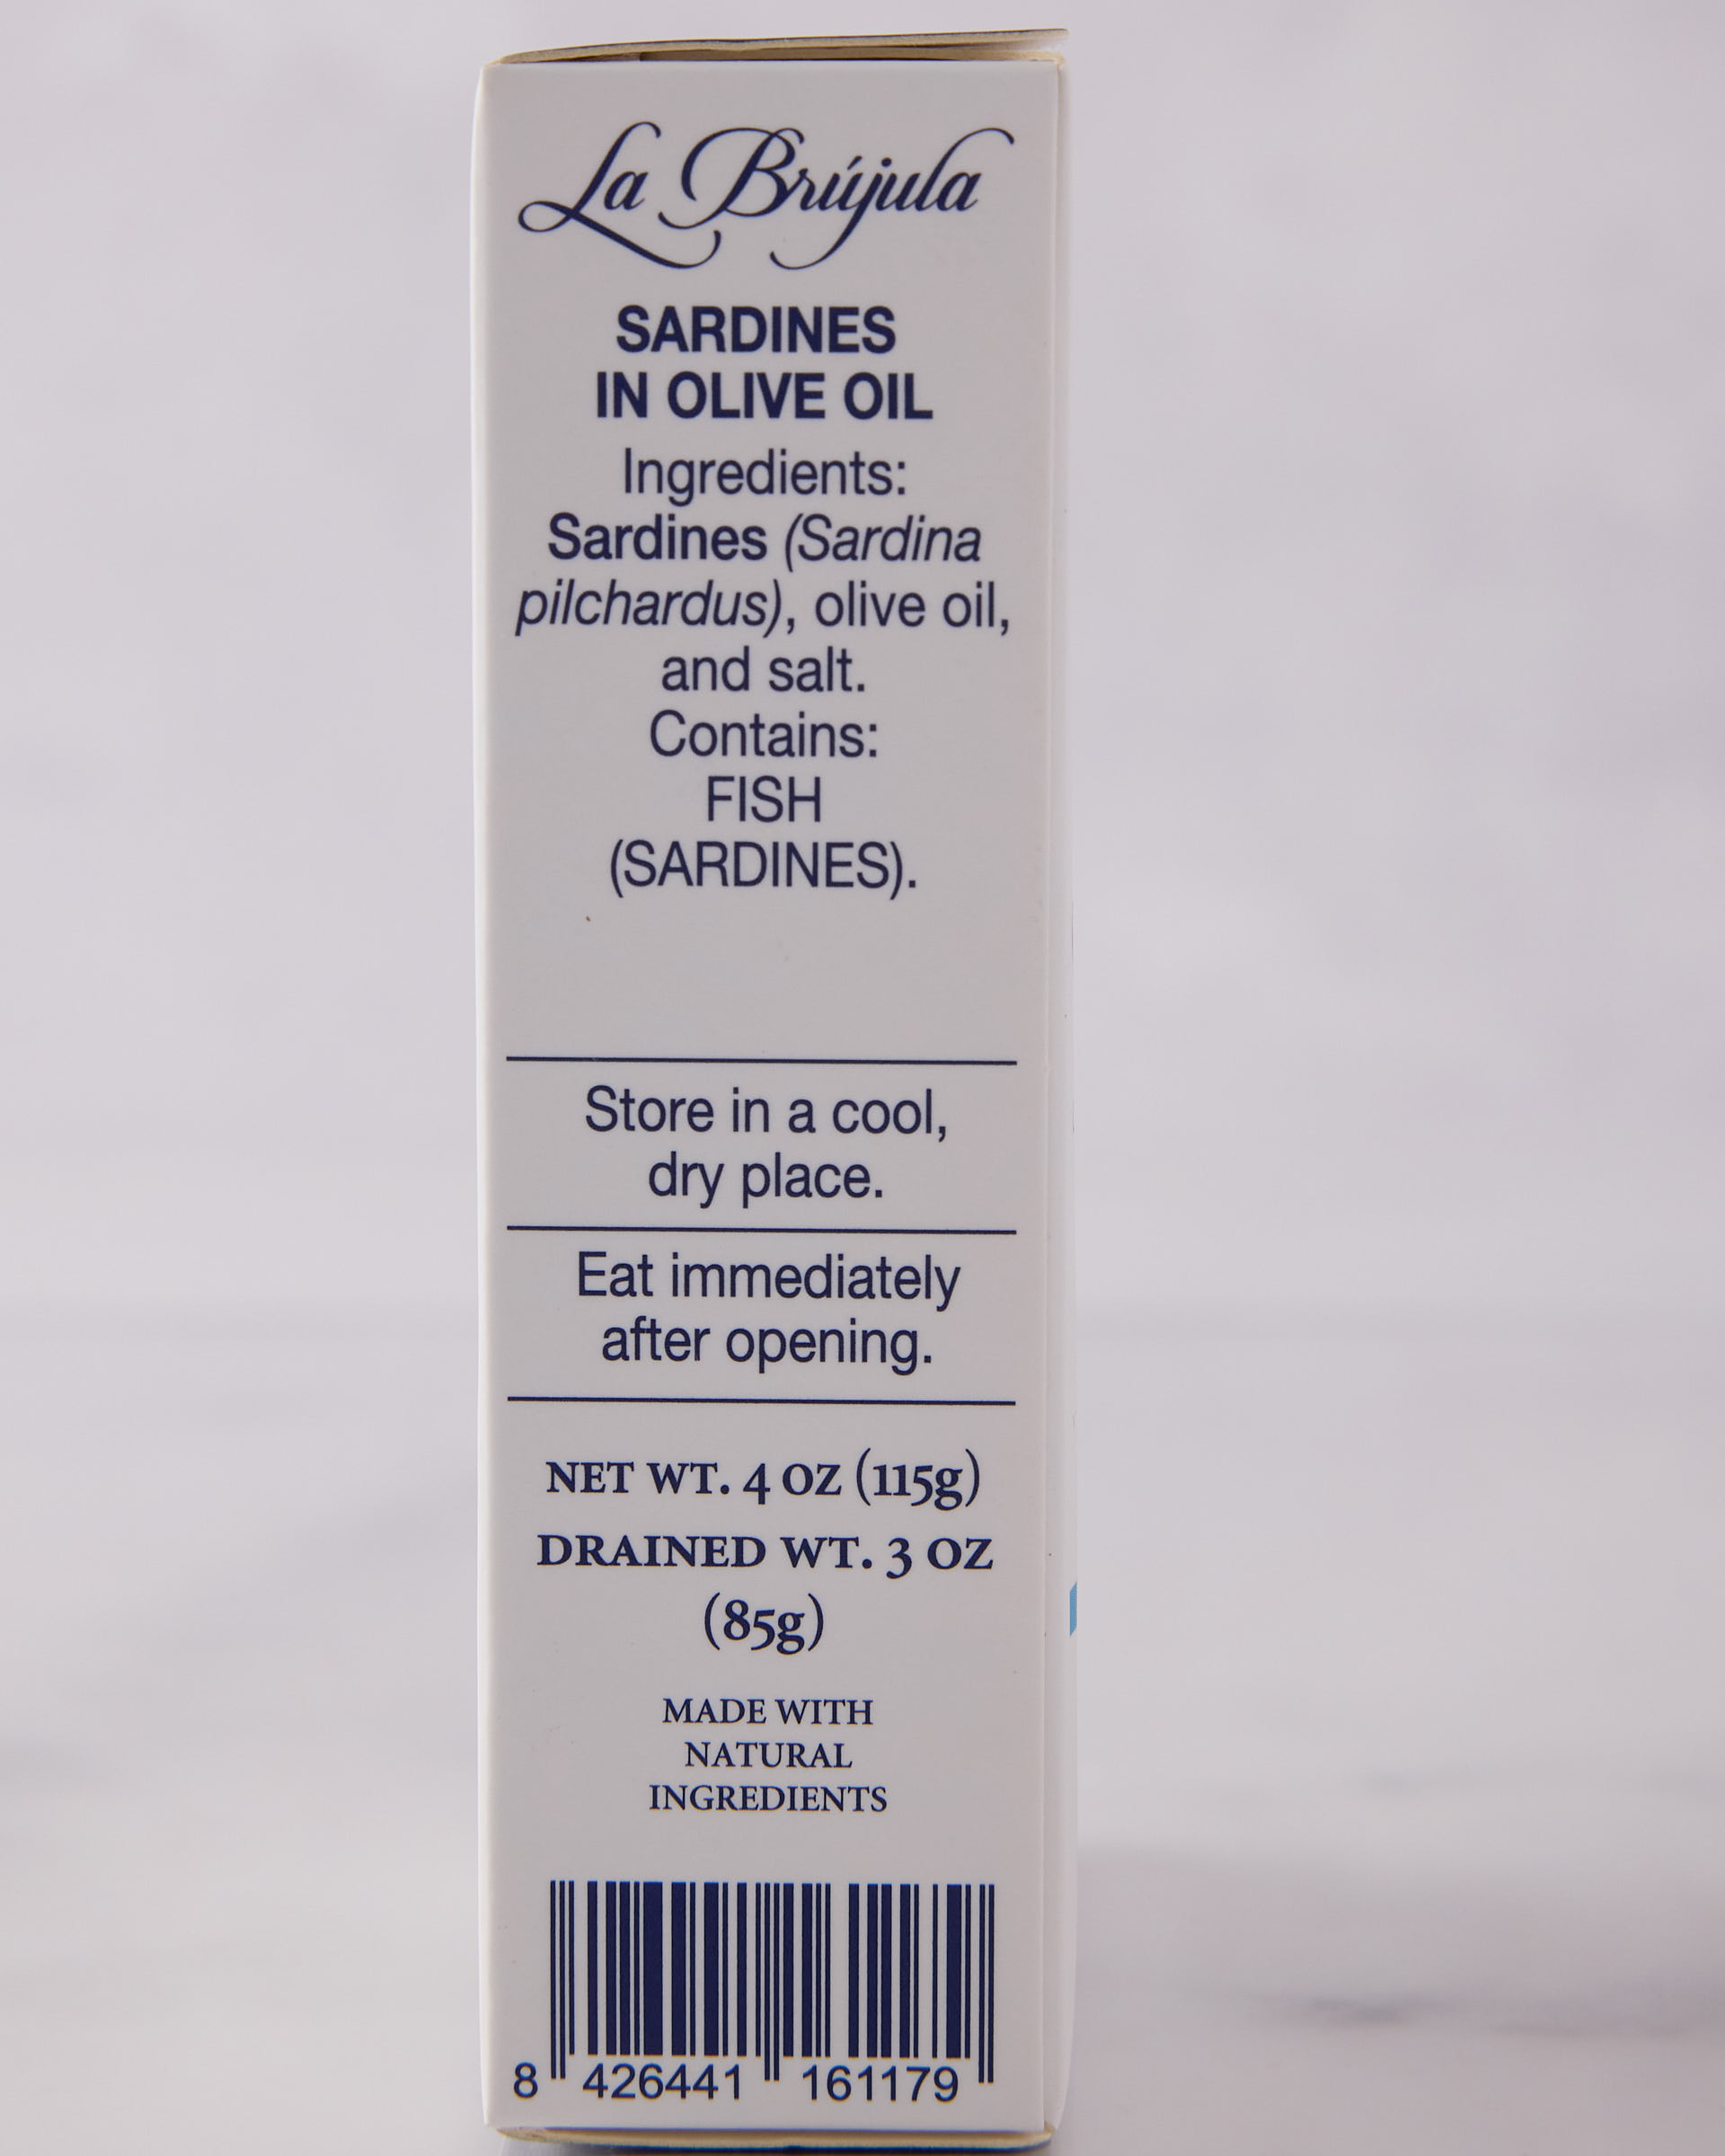 La Brújula
SARDINES
IN OLIVE OIL
Ingredients:
Sardines (Sardina
pilchardus), olive oil,
and salt.
Contains:
FISH
(SARDINES).
Store in a cool,
dry place.
Eat immediately
after opening.
NET WT. 4 OZ (115g)
DRAINED WT. 3 OZ
(85g)
MADE WITH
NATURAL
INGREDIENTS
8 426441 161179